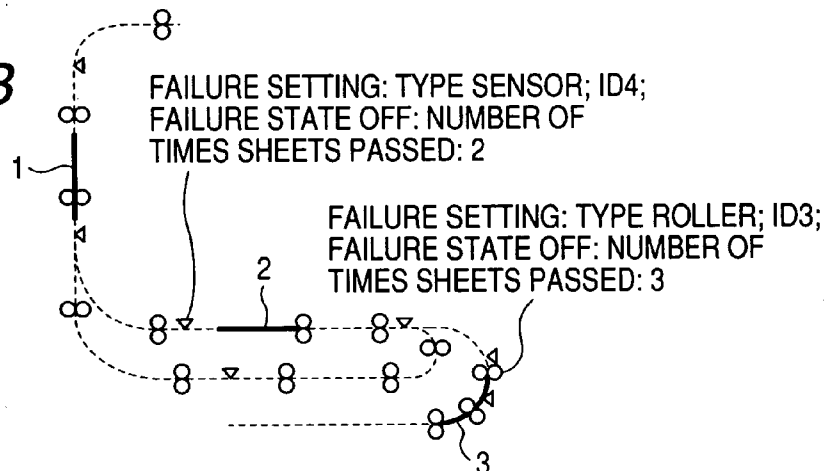 B
FAILURE SETTING: TYPE SENSOR; ID4;
FAILURE STATE OFF: NUMBER OF
TIMES SHEETS PASSED: 2
1
FAILURE SETTING: TYPE ROLLER; ID3;
FAILURE STATE OFF: NUMBER OF
TIMES SHEETS PASSED: 3
2
3